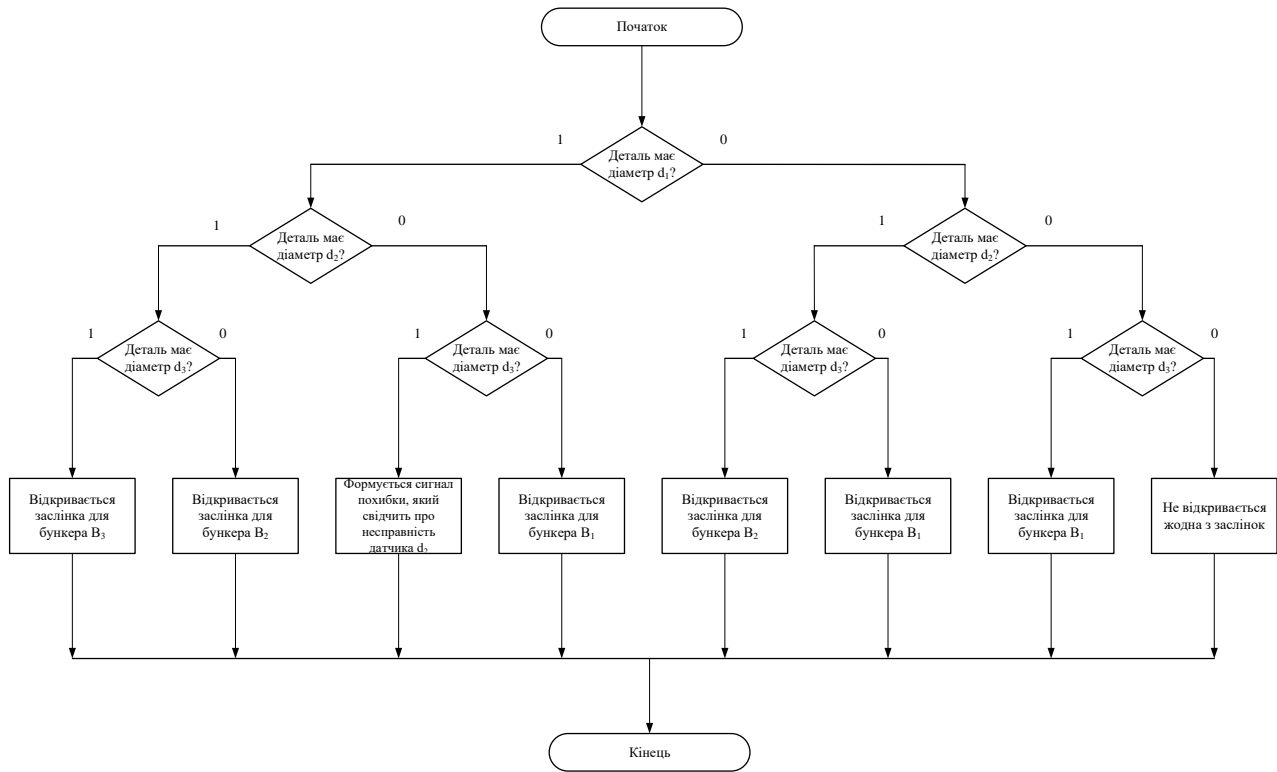 Початок
1
0
Деталь має
діаметр d₁?
1
0
Деталь має
діаметр d₂?
1
0
Деталь має
діаметр d₂?
1
0
Деталь має
діаметр d₃?
1
0
Деталь має
діаметр d₃?
1
0
Деталь має
діаметр d₃?
1
0
Деталь має
діаметр d₃?
Відкривається
заслінка для
бункера B₃
Відкривається
заслінка для
бункера B₂
Формується сигнал
похибки, який
свідчить про
несправність
датчика d₂
Відкривається
заслінка для
бункера B₁
Відкривається
заслінка для
бункера B₂
Відкривається
заслінка для
бункера B₁
Відкривається
заслінка для
бункера B₁
Не відкривається
жодна з заслінок
Кінець